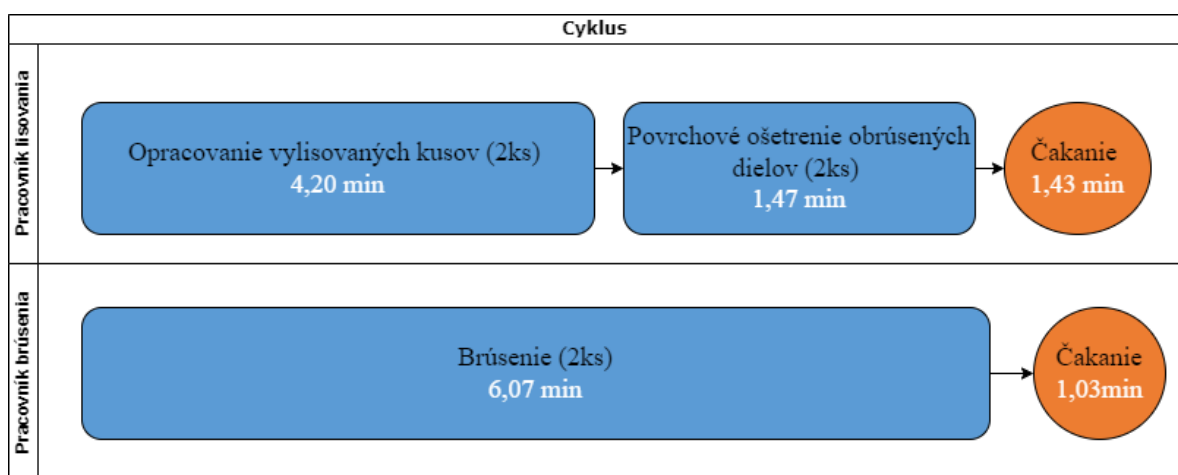 Cyklus
Pracovník lisovania
Opracovanie vylisovaných kusov (2ks)
4,20 min
Povrchové ošetrenie obrúsených
dielov (2ks)
1,47 min
Čakanie
1,43 min
Pracovník brúsenia
Brúsenie (2ks)
6,07 min
Čakanie
1,03min